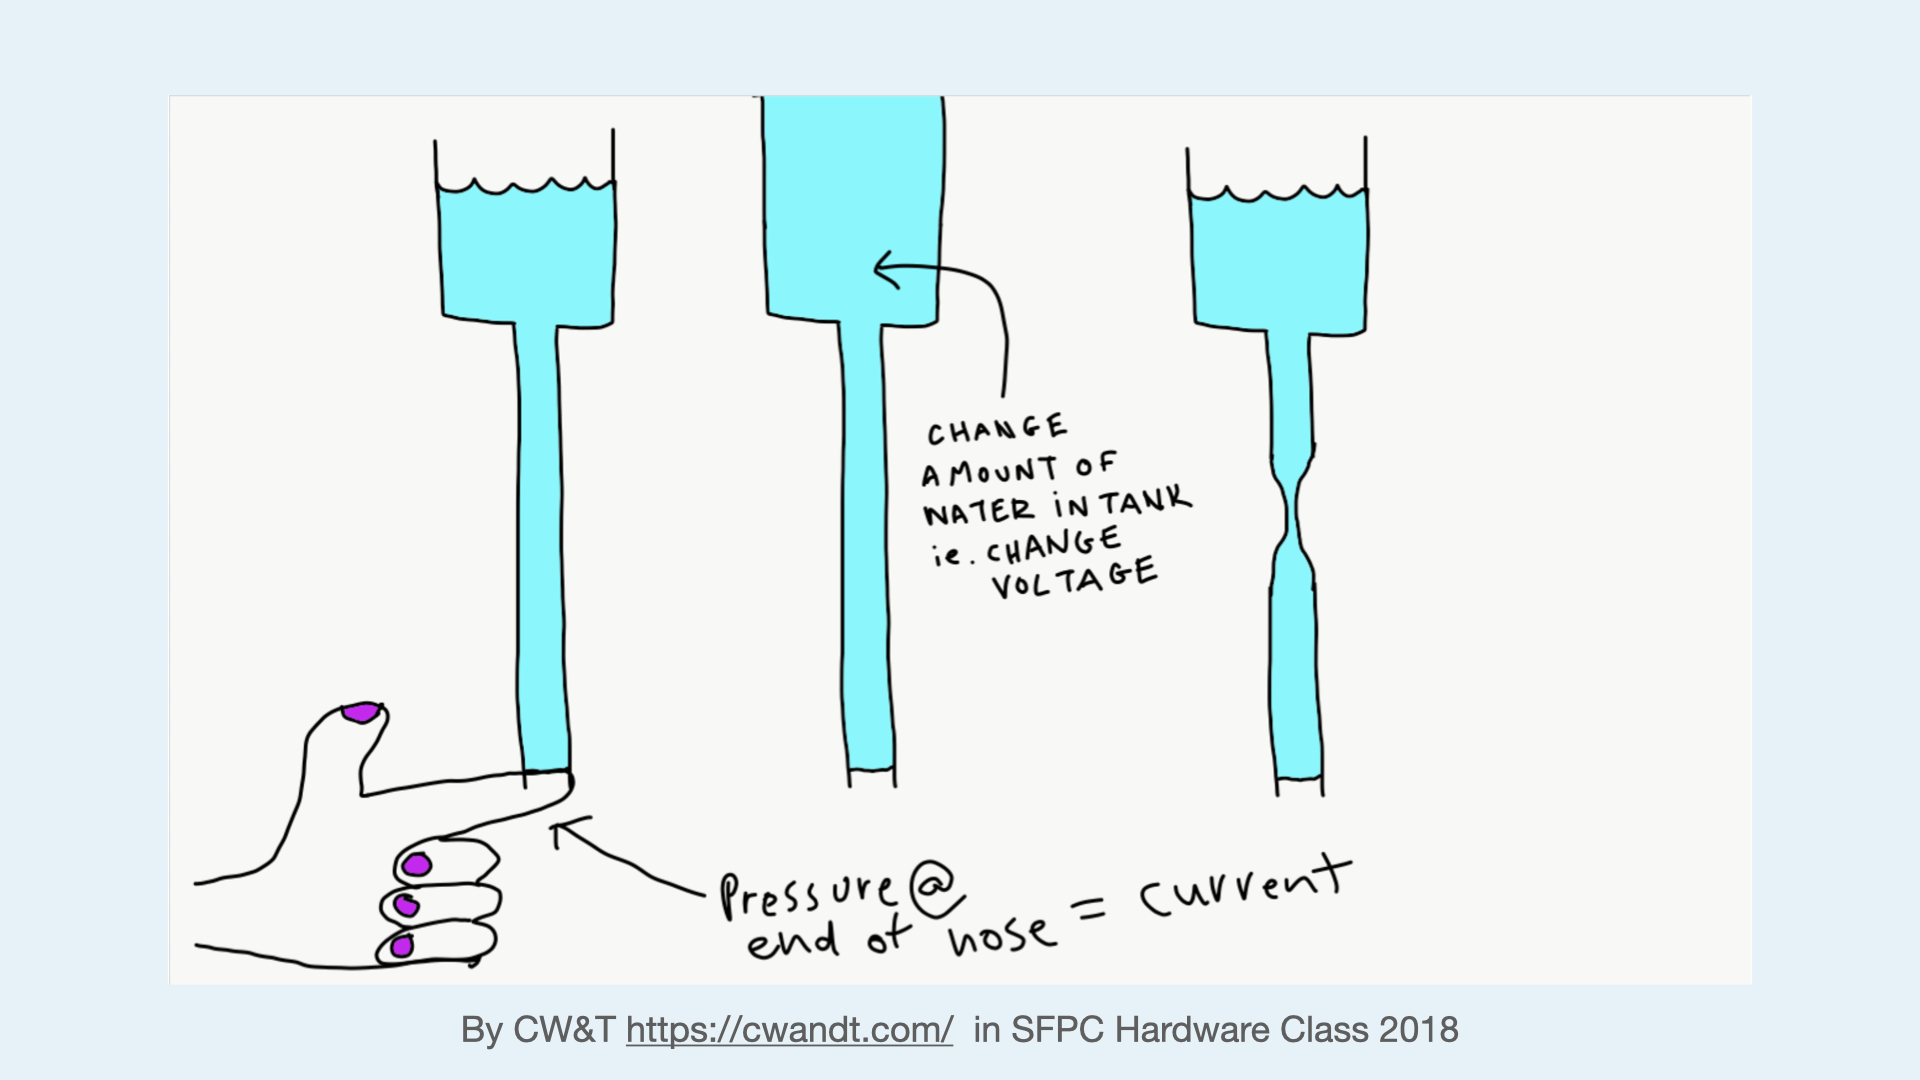 CHANGE
AMOUNT OF
WATER IN TANK
ie. CHANGE
VOLTAGE
Pressure @
end of hose = current
By CW&T https://cwandt.com/ in SFPC Hardware Class 2018